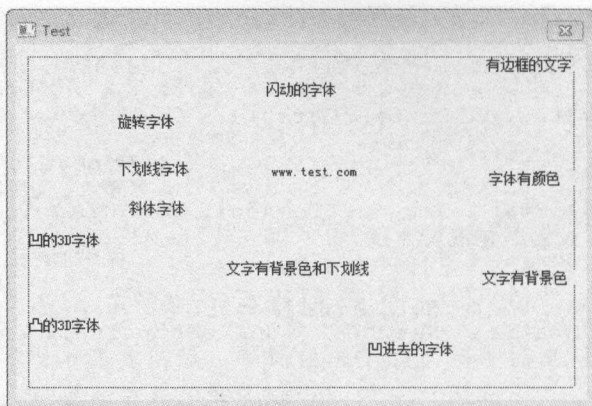 Test
有边框的文字
闪动的字体
旋转字体
下划线字体
www.test.com
字体有颜色
斜体字体
凹的3D字体
文字有背景色和下划线
文字有背景色
凸的3D字体
凹进去的字体